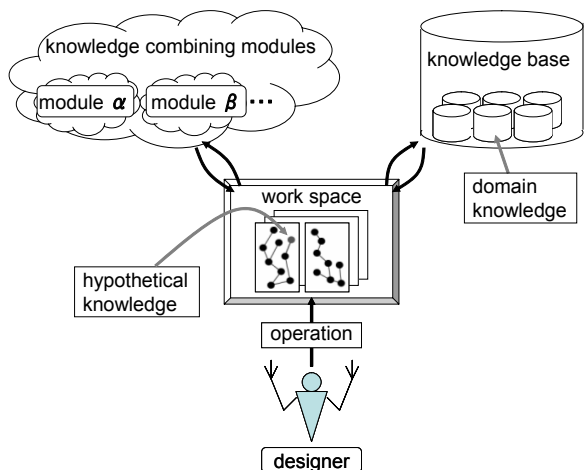 knowledge combining modules
module α
module β
...
knowledge base
domain
knowledge
work space
hypothetical
knowledge
operation
designer